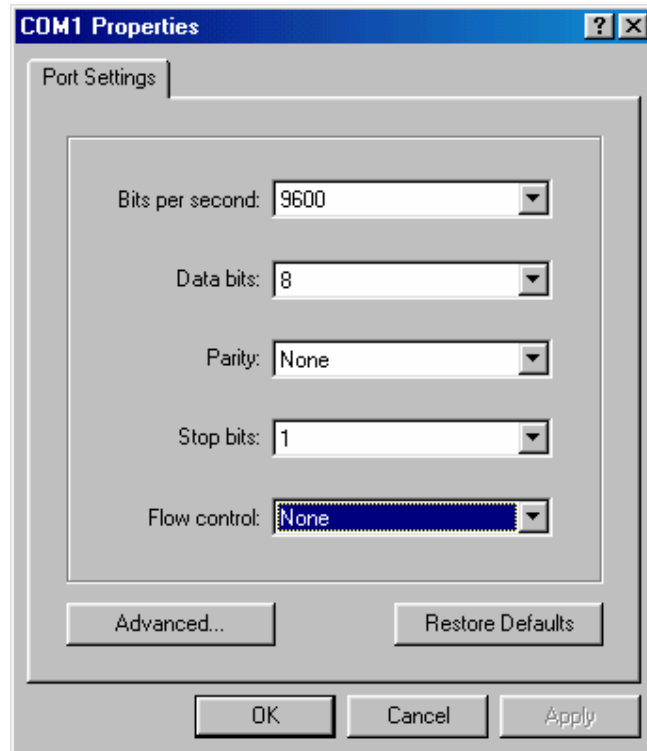 COM1 Properties
Port Settings
Bits per second: 9600
Data bits: 8
Parity: None
Stop bits: 1
Flow control: None
Advanced... Restore Defaults
OK Cancel Apply